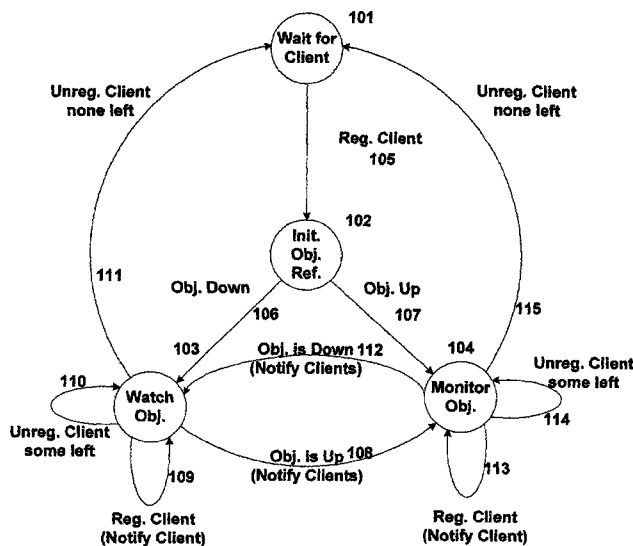 101
Wait for
Client
Unreg. Client
none left
Unreg. Client
none left
Reg. Client
105
102
Init.
Obj.
Ref.
111
Obj. Down
106
Obj. Up
107
115
103
Obj. is Down 112
(Notify Clients)
104
110
Watch
Obj.
Monitor
Obj.
Unreg. Client
some left
114
Unreg. Client
some left
Obj. is Up 108
(Notify Clients)
109
113
Reg. Client
(Notify Client)
Reg. Client
(Notify Client)